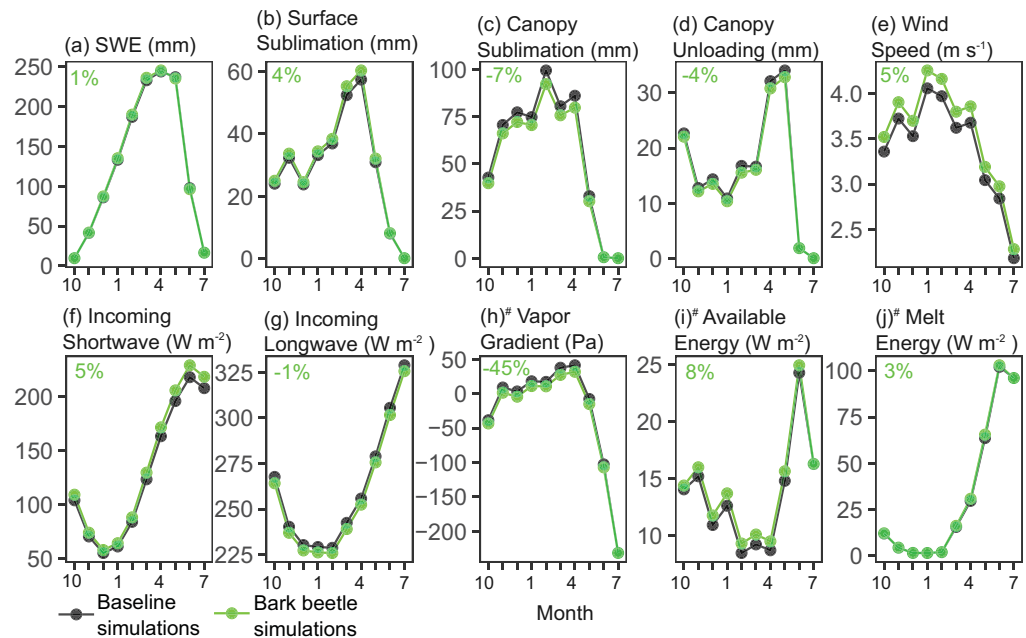 (a) SWE (mm)
(b) Surface
Sublimation (mm)
(c) Canopy
Sublimation (mm)
(d) Canopy
Unloading (mm)
(e) Wind
Speed (m s⁻¹)
1%
4%
-7%
-4%
5%
250
200
150
100
50
0
60
40
20
0
100
75
50
25
0
30
20
10
0
4.0
3.5
3.0
2.5
10 1 4 7
10 1 4 7
10 1 4 7
10 1 4 7
10 1 4 7
(f) Incoming
Shortwave (W m⁻²)
(g) Incoming
Longwave (W m⁻²)
(h)# Vapor
Gradient (Pa)
(i)# Available
Energy (W m⁻²)
(j)# Melt
Energy (W m⁻²)
5%
-1%
-45%
8%
3%
200
150
100
50
325
300
275
250
225
50
0
−50
−100
−150
−200
25
20
15
10
100
75
50
25
0
10 1 4 7
10 1 4 7
10 1 4 7
10 1 4 7
10 1 4 7
Baseline
simulations
Bark beetle
simulations
Month